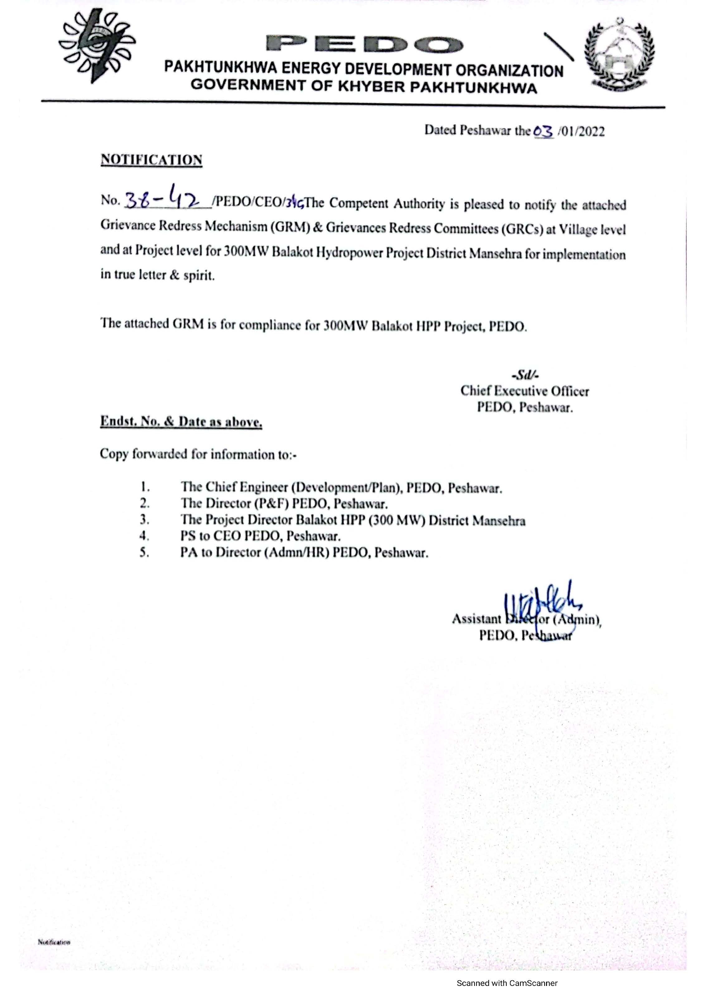 PEDO
PAKHTUNKHWA ENERGY DEVELOPMENT ORGANIZATION
GOVERNMENT OF KHYBER PAKHTUNKHWA
Dated Peshawar the 03 /01/2022
NOTIFICATION
No. 38-42 /PEDO/CEO/ The Competent Authority is pleased to notify the attached
Grievance Redress Mechanism (GRM) & Grievances Redress Committees (GRCs) at Village level
and at Project level for 300MW Balakot Hydropower Project District Mansehra for implementation
in true letter & spirit.
The attached GRM is for compliance for 300MW Balakot HPP Project, PEDO.
-Sd/-
Chief Executive Officer
PEDO, Peshawar.
Endst. No. & Date as above.
Copy forwarded for information to:-
1. The Chief Engineer (Development/Plan), PEDO, Peshawar.
2. The Director (P&F) PEDO, Peshawar.
3. The Project Director Balakot HPP (300 MW) District Mansehra
4. PS to CEO PEDO, Peshawar.
5. PA to Director (Admn/HR) PEDO, Peshawar.
Assistant Director (Admin),
PEDO, Peshawar
Notification
Scanned with CamScanner